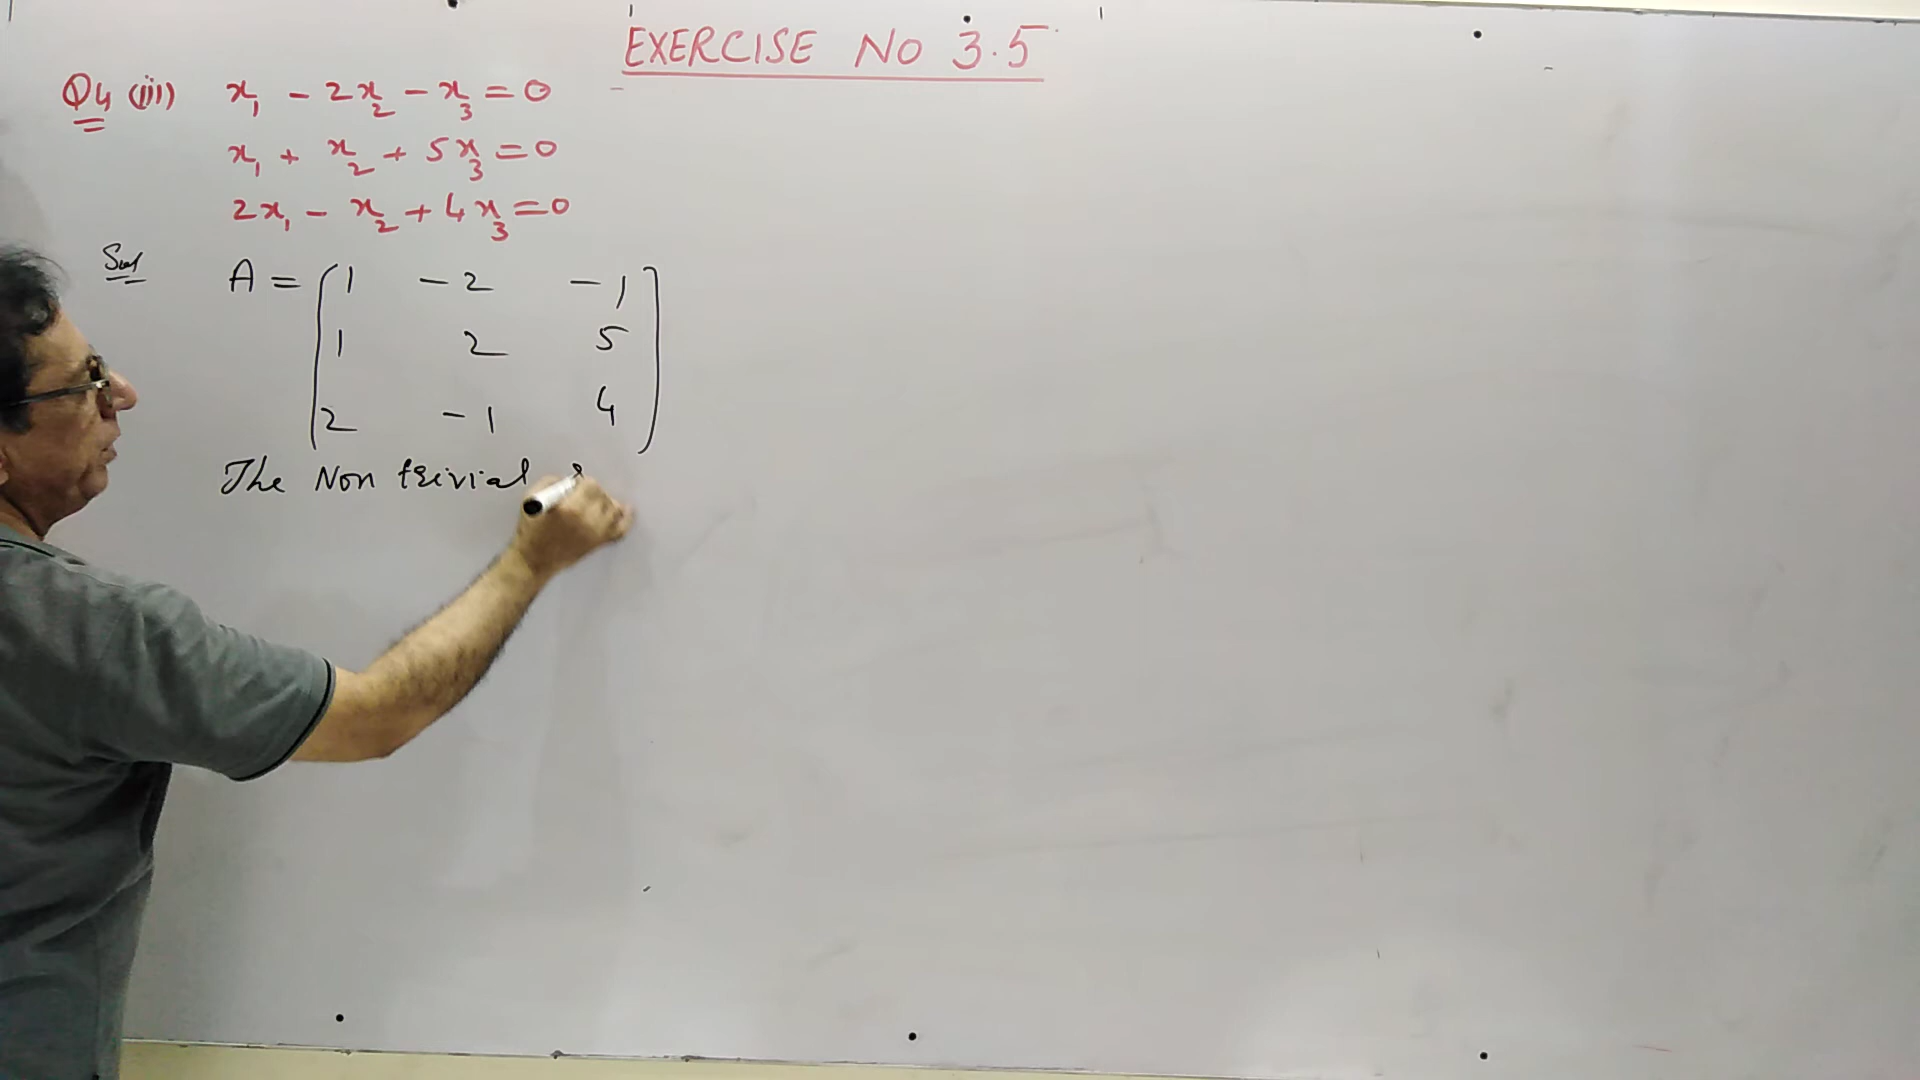 EXERCISE NO 3.5
Q4 (iii) x₁ - 2x₂ - x₃ = 0
x₁ + x₂ + 5x₃ = 0
2x₁ - x₂ + 4x₃ = 0
Sol A = [1 -2 -1
1 2 5
2 -1 4]
The Non trivial s